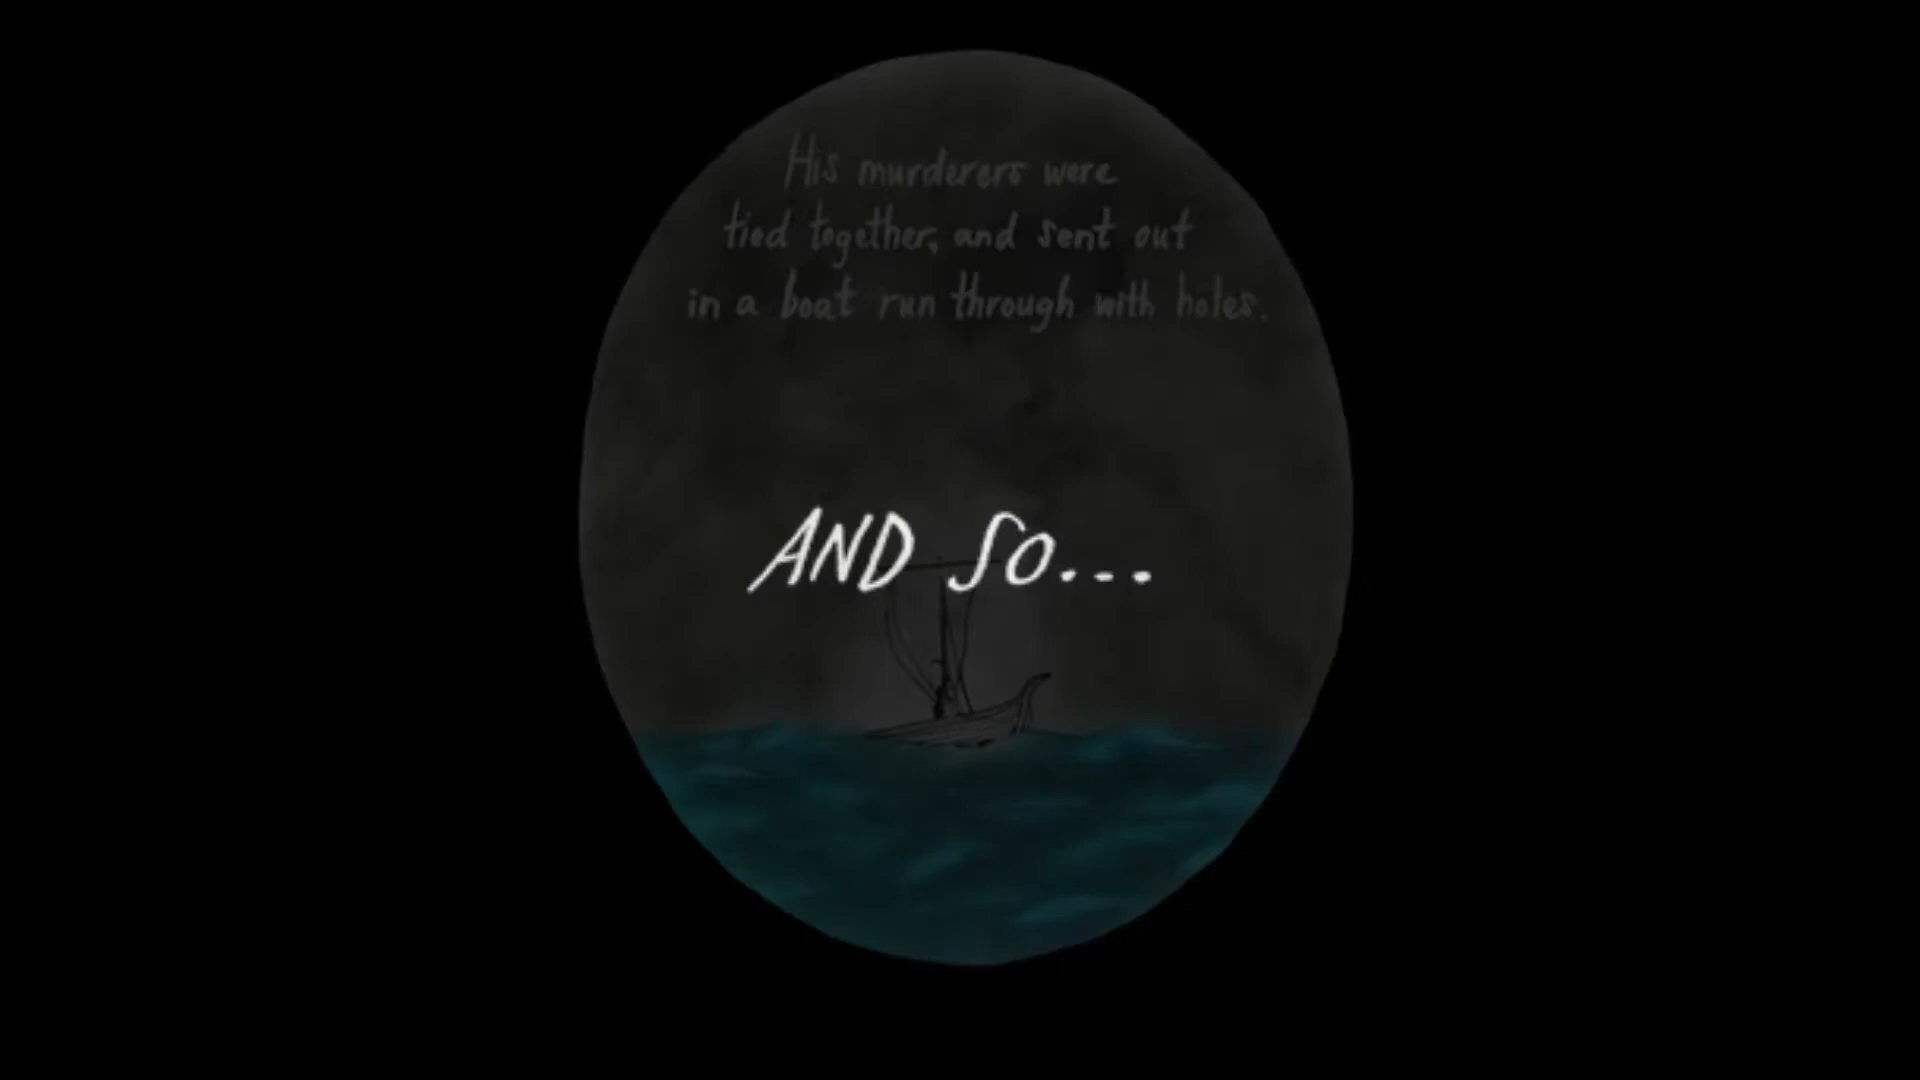 His murderers were
tied together, and sent out
in a boat run through with holes.
AND SO...